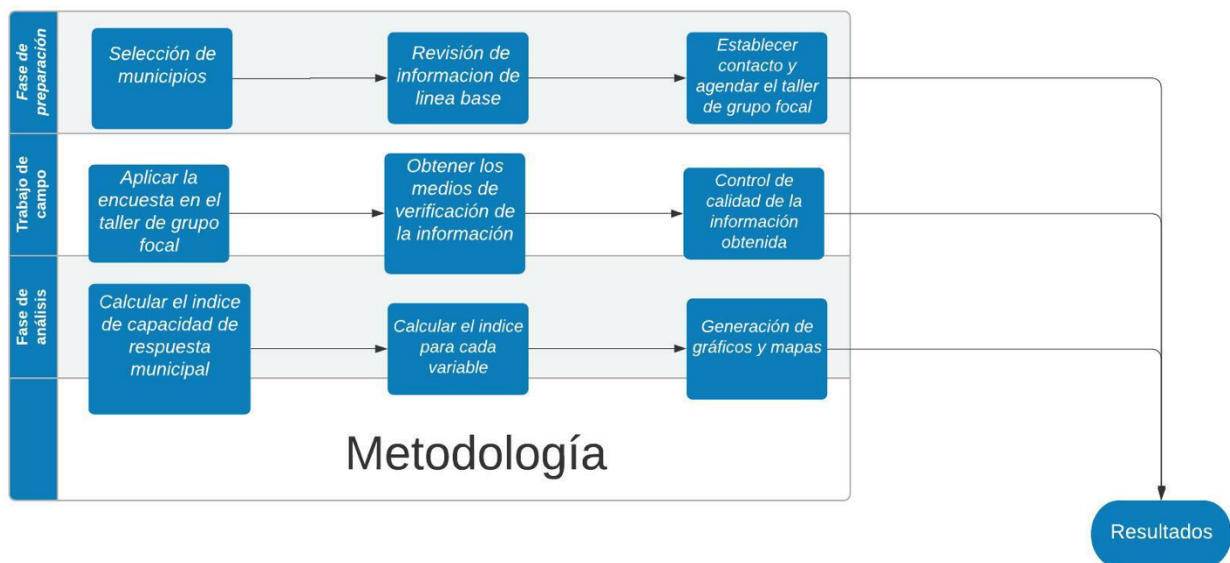 Fase de
preparación
Selección de
municipios
Revisión de
informacion de
linea base
Establecer
contacto y
agendar el taller
de grupo focal
Trabajo de
campo
Aplicar la
encuesta en el
taller de grupo
focal
Obtener los
medios de
verificación de
la información
Control de
calidad de la
información
obtenida
Fase de
análisis
Calcular el indice
de capacidad de
respuesta
municipal
Calcular el indice
para cada
variable
Generación de
gráficos y mapas
Metodología
Resultados